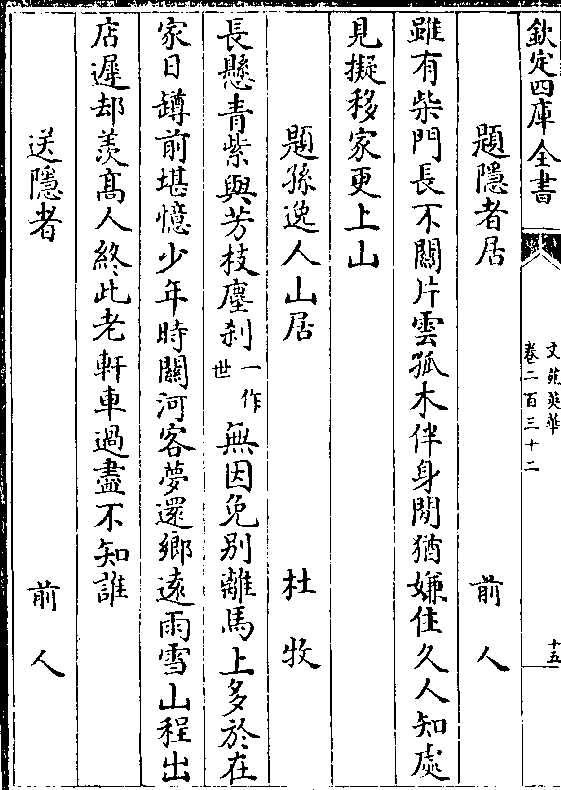 欽定四庫全書
文苑英華
卷二百三十二
十五
題隱者居 前人
雖有柴門長不關片雲孤木伴身閒猶嫌住久人知處
見擬移家更上山
題孫逸人山居 杜牧
長懸青紫與芳枝塵刹一作世無因免別離馬上多於在
家日罇前堪憶少年時關河客夢還鄉遠雨雪山程出
店遲却羨高人終此老軒車過盡不知誰
送隱者 前人